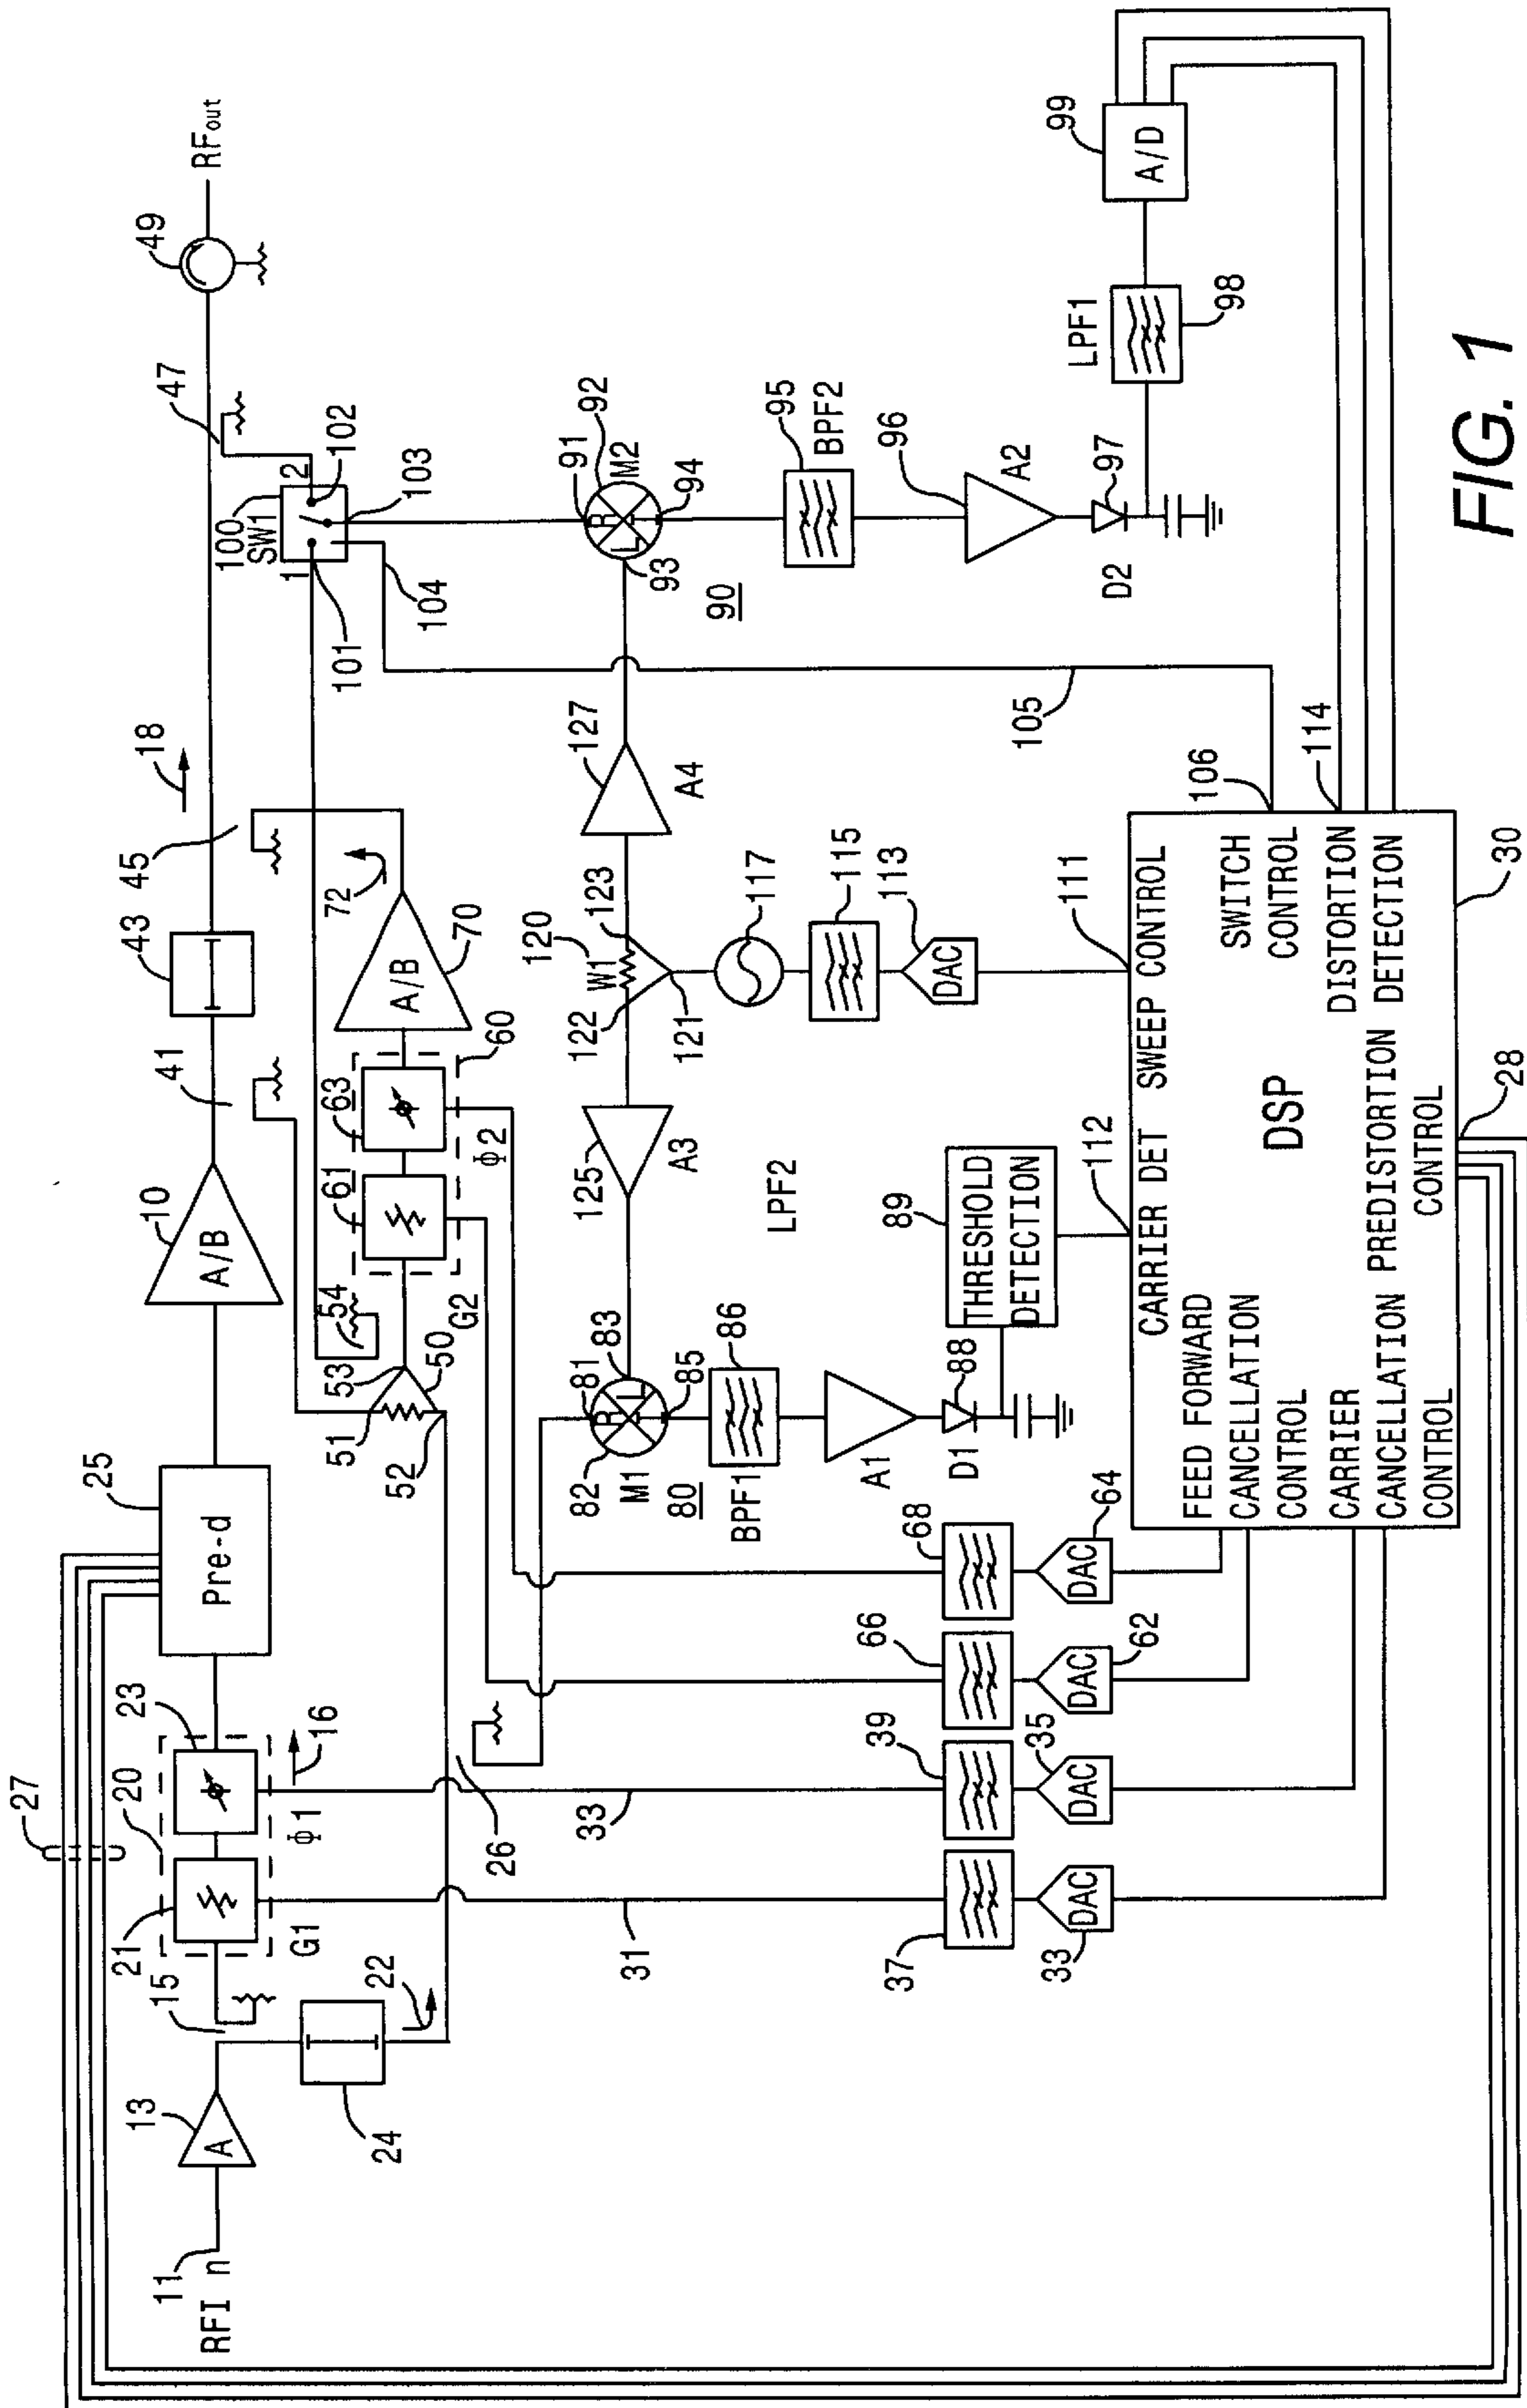 27
25
20
23
10
43
45
18
47
49
RFout
21
15
13
A
11
RFI n
G1
Φ1
16
Pre-d
A/B
41
22
24
26
51
52
53
54
50
61
63
60
G2
Φ2
A/B
70
72
1
100
SW1
2
101
102
103
104
31
33
82
81
R
L
83
M1
85
80
BPF1
86
A1
D1
88
125
A3
LPF2
122
W1
120
123
121
127
A4
117
115
113
DAC
91
R
92
L
M2
93
94
90
95
BPF2
96
A2
97
D2
LPF1
98
99
A/D
105
106
114
111
112
89
THRESHOLD
DETECTION
37
39
66
68
33
DAC
35
DAC
62
DAC
64
DAC
CARRIER DET
SWEEP CONTROL
FEED FORWARD
CANCELLATION
CONTROL
CARRIER
CANCELLATION
CONTROL
DSP
PREDISTORTION
CONTROL
SWITCH
CONTROL
DISTORTION
DETECTION
30
28
FIG. 1